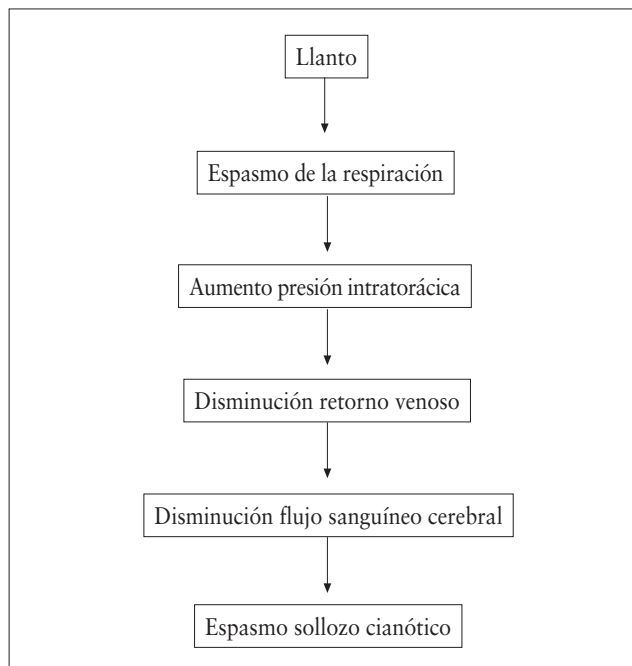 Llanto
Espasmo de la respiración
Aumento presión intratorácica
Disminución retorno venoso
Disminución flujo sanguíneo cerebral
Espasmo sollozo cianótico